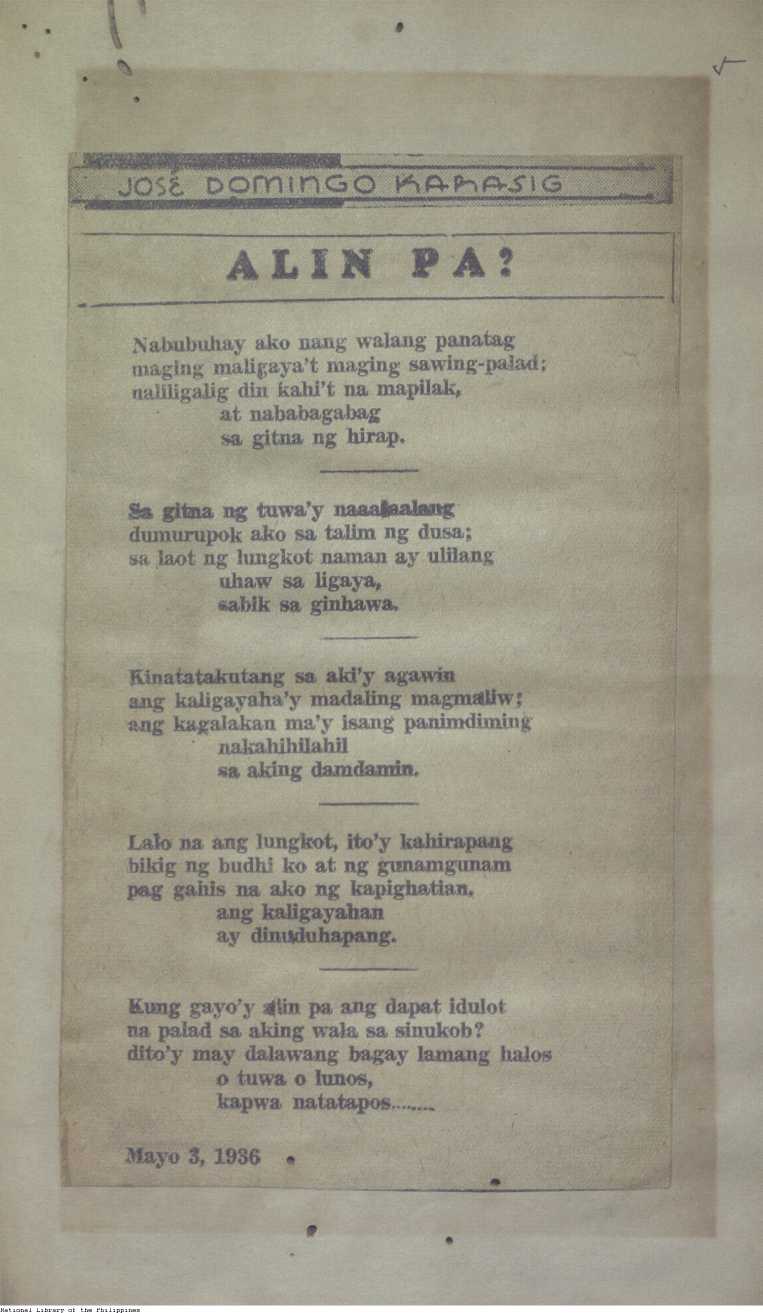 JOSÉ DOMINGO KARASIG
ALIN PA?
Nabubuhay ako nang walang panatag
maging maligaya't maging sawing-palad;
naliligalig din kahi't na mapilak,
at nababagabag
sa gitna ng hirap.
Sa gitna ng tuwa'y naaalaalang
dumurupok ako sa talim ng dusa;
sa laot ng lungkot naman ay ulilang
uhaw sa ligaya,
sabik sa ginhawa.
Kinatatakutang sa aki'y agawin
ang kaligayaha'y madaling magmaliw;
ang kagalakan ma'y isang panimdiming
nakahihilahil
sa aking damdamin.
Lalo na ang lungkot, ito'y kahirapang
bikig ng budhi ko at ng gunamgunam
pag gahis na ako ng kapighatian,
ang kaligayahan
ay dinuduhapang.
Kung gayo'y alin pa ang dapat idulot
na palad sa aking wala sa sinukob?
dito'y may dalawang bagay lamang halos
o tuwa o lunos,
kapwa natatapos........
Mayo 3, 1936
National Library of the Philippines